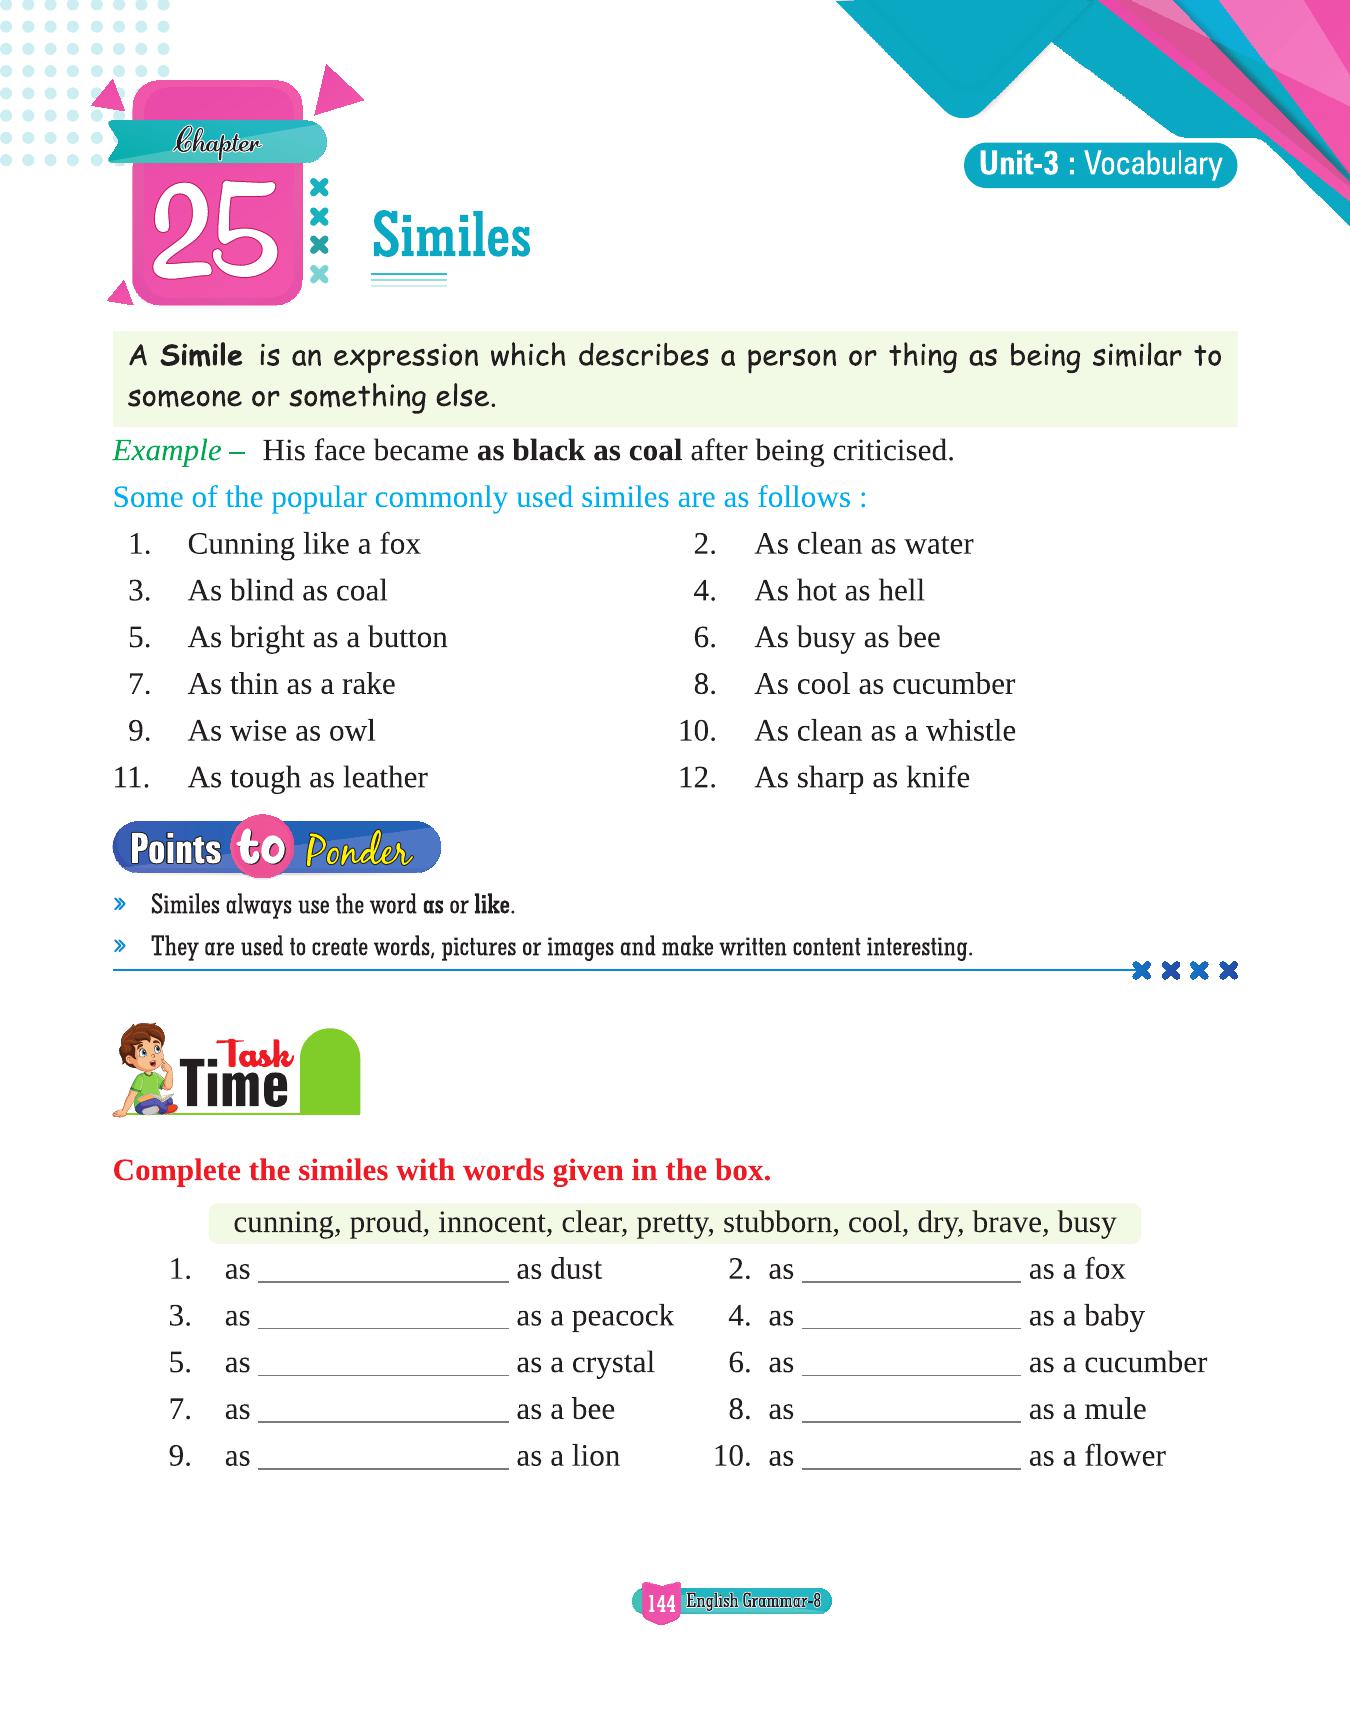 Chapter
25
Unit-3 : Vocabulary
Similes
A Simile is an expression which describes a person or thing as being similar to
someone or something else.
Example – His face became as black as coal after being criticised.
Some of the popular commonly used similes are as follows :
1. Cunning like a fox 2. As clean as water
3. As blind as coal 4. As hot as hell
5. As bright as a button 6. As busy as bee
7. As thin as a rake 8. As cool as cucumber
9. As wise as owl 10. As clean as a whistle
11. As tough as leather 12. As sharp as knife
Points to Ponder
» Similes always use the word as or like.
» They are used to create words, pictures or images and make written content interesting.
Task
Time
Complete the similes with words given in the box.
cunning, proud, innocent, clear, pretty, stubborn, cool, dry, brave, busy
1. as ________________ as dust 2. as ______________ as a fox
3. as ________________ as a peacock 4. as ______________ as a baby
5. as ________________ as a crystal 6. as ______________ as a cucumber
7. as ________________ as a bee 8. as ______________ as a mule
9. as ________________ as a lion 10. as ______________ as a flower
144 English Grammar-8